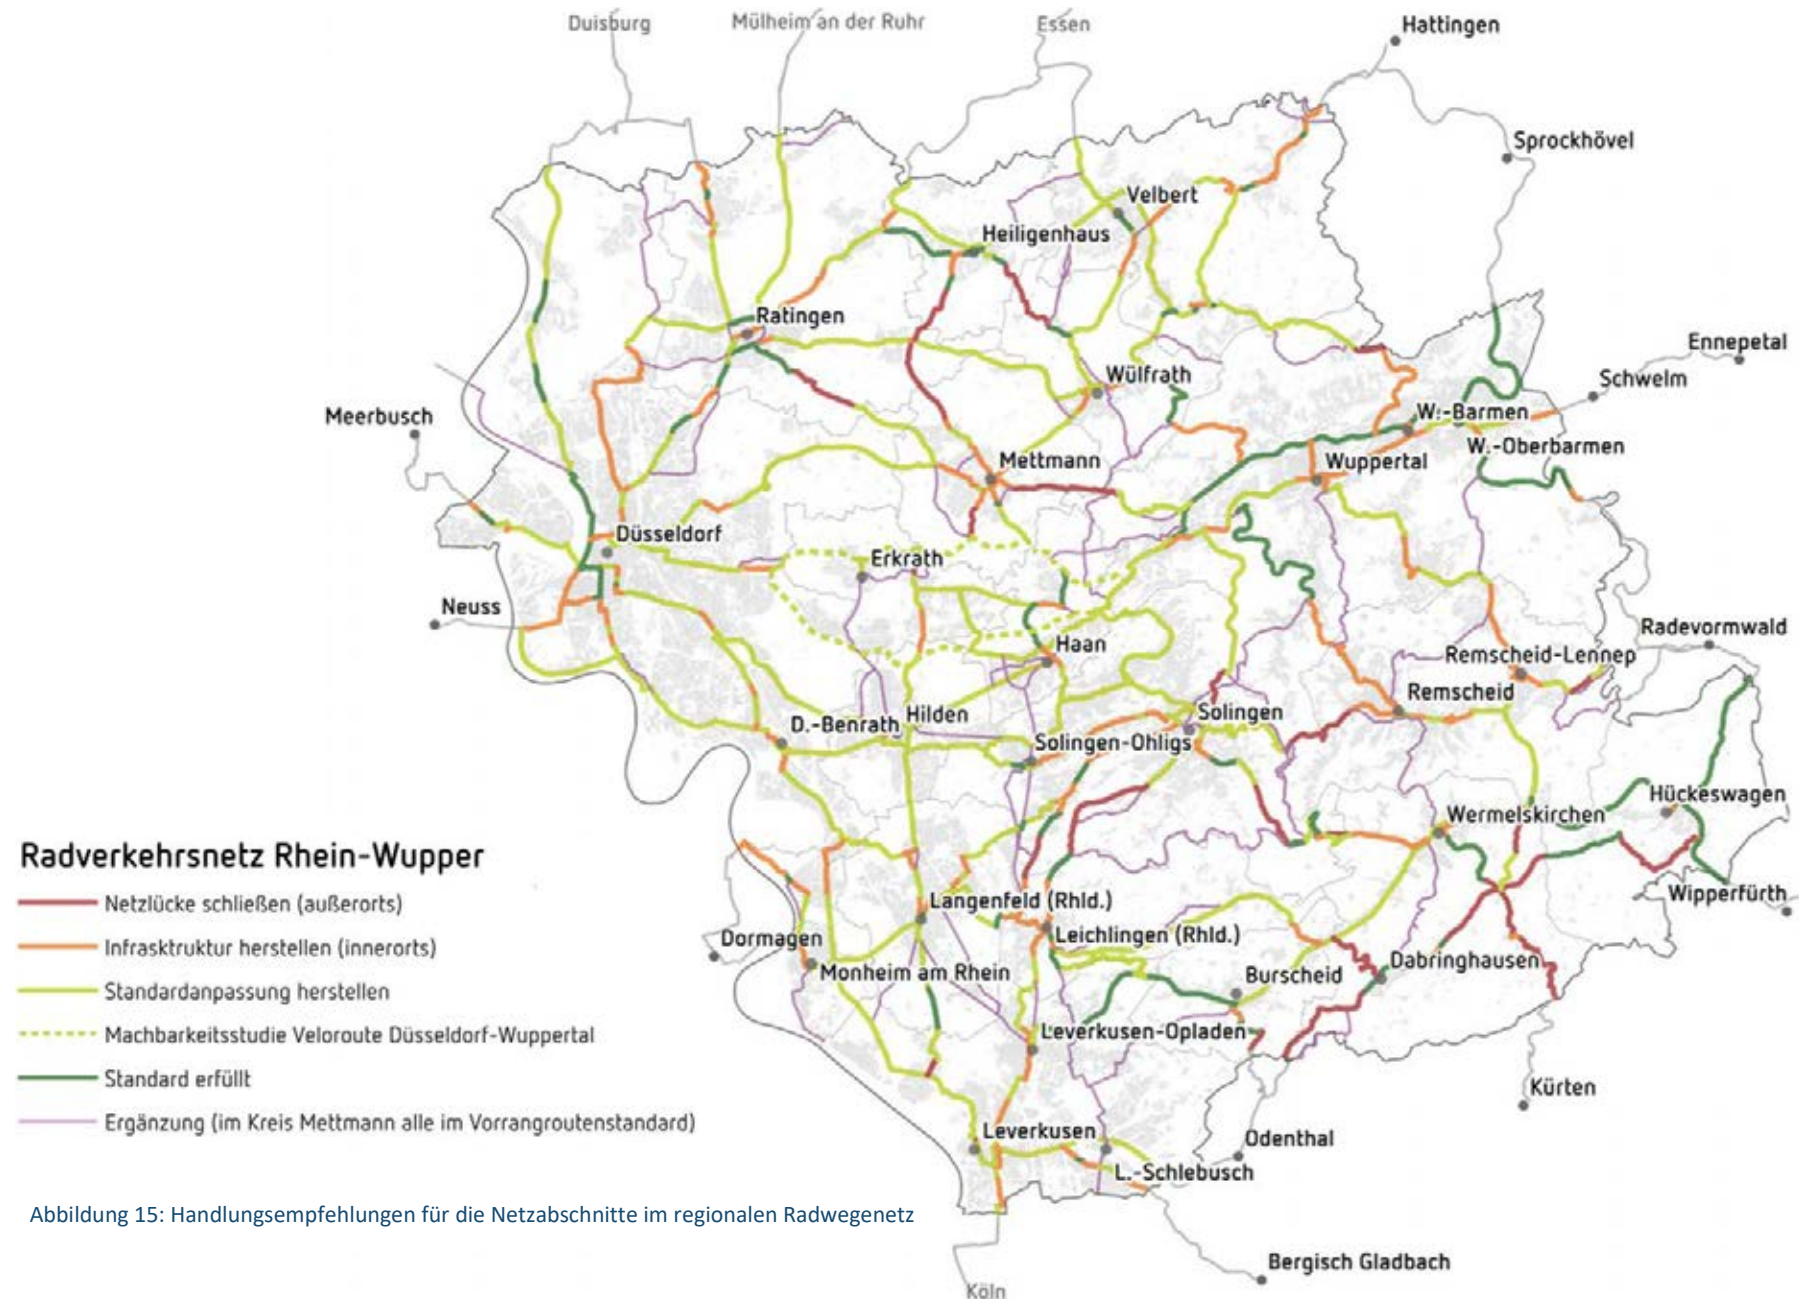 Duisburg
Mülheim an der Ruhr
Essen
Hattingen
Sprockhövel
Velbert
Heiligenhaus
Ratingen
Ennepetal
Schwelm
Wülfrath
Meerbusch
W.-Barmen
W.-Oberbarmen
Mettmann
Wuppertal
Düsseldorf
Erkrath
Neuss
Haan
Radevormwald
Remscheid-Lennep
Remscheid
D.-Benrath
Hilden
Solingen
Solingen-Ohligs
Hückeswagen
Wermelskirchen
Radverkehrsnetz Rhein-Wupper
Netzlücke schließen (außerorts)
Infrasktruktur herstellen (innerorts)
Standardanpassung herstellen
Machbarkeitsstudie Veloroute Düsseldorf-Wuppertal
Standard erfüllt
Ergänzung (im Kreis Mettmann alle im Vorrangroutenstandard)
Wipperfürth
Langenfeld (Rhld.)
Dormagen
Leichlingen (Rhld.)
Monheim am Rhein
Burscheid
Dabringhausen
Leverkusen-Opladen
Kürten
Leverkusen
Odenthal
L.-Schlebusch
Abbildung 15: Handlungsempfehlungen für die Netzabschnitte im regionalen Radwegenetz
Bergisch Gladbach
Köln